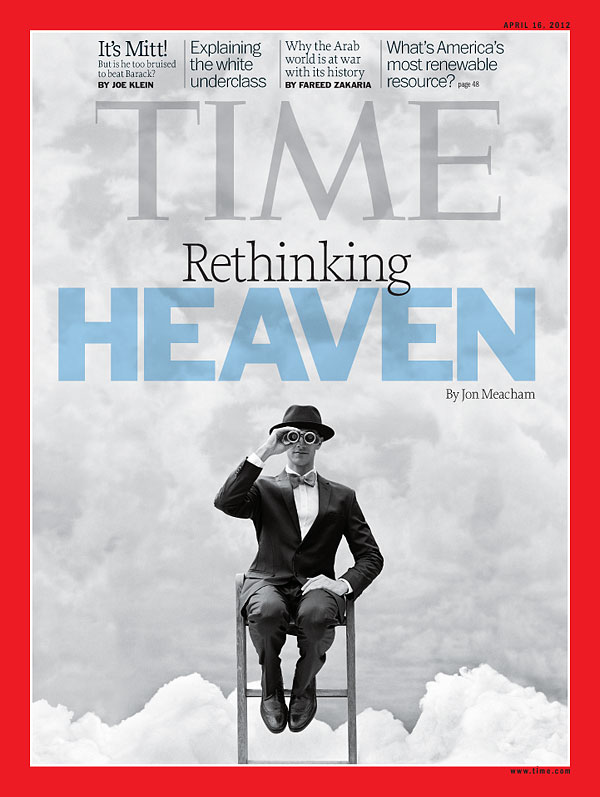 APRIL 16, 2012
It's Mitt!
But is he too bruised
to beat Barack?
BY JOE KLEIN
Explaining
the white
underclass
Why the Arab
world is at war
with its history
BY FAREED ZAKARIA
What's America's
most renewable
resource? page 48
TIME
Rethinking
HEAVEN
By Jon Meacham
www.time.com